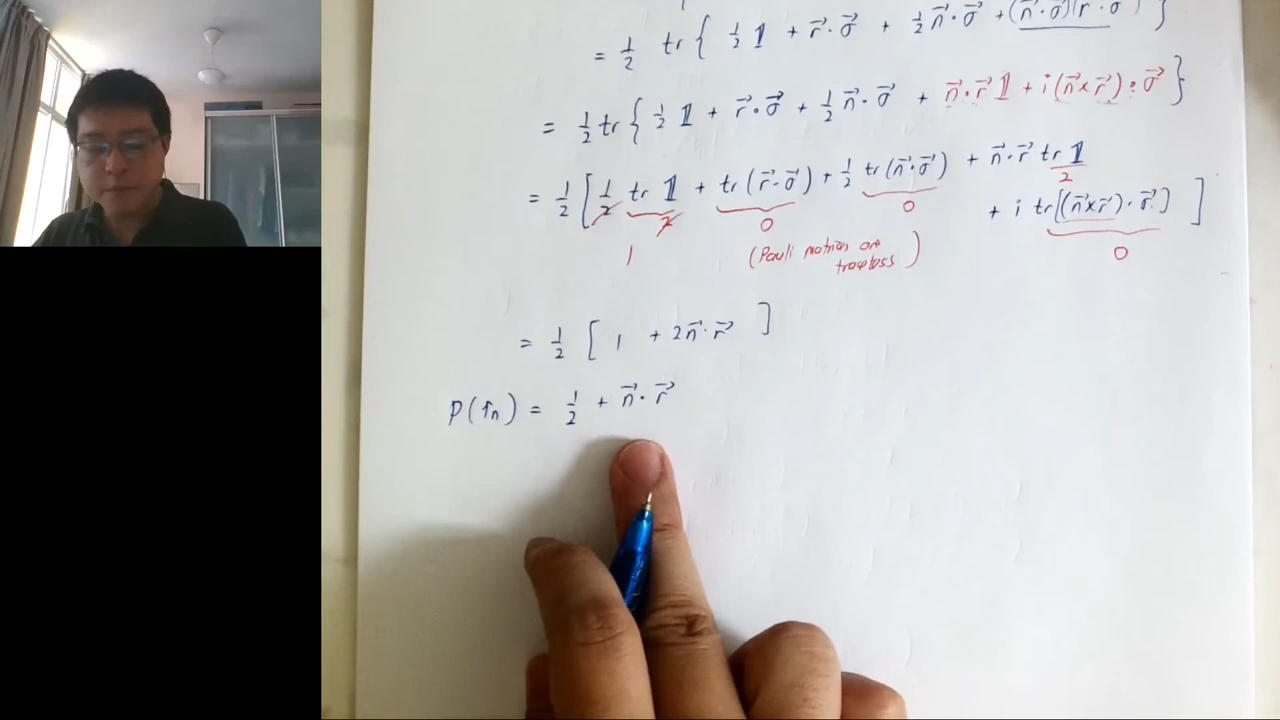 = 1/2 tr { 1/2 𝟙 + r⃗·σ⃗ + 1/2 n⃗·σ⃗ + (n⃗·σ⃗)(r⃗·σ⃗) }
= 1/2 tr { 1/2 𝟙 + r⃗·σ⃗ + 1/2 n⃗·σ⃗ + n⃗·r⃗ 𝟙 + i(n⃗×r⃗)·σ⃗ }
= 1/2 [ 1/2 tr 𝟙 + tr(r⃗·σ⃗) + 1/2 tr(n⃗·σ⃗) + n⃗·r⃗ tr 𝟙
2 0 0 2
+ i tr[(n⃗×r⃗)·σ⃗] ]
1 (Pauli matrices are traceless) 0
= 1/2 [ 1 + 2n⃗·r⃗ ]
P(↑n) = 1/2 + n⃗·r⃗